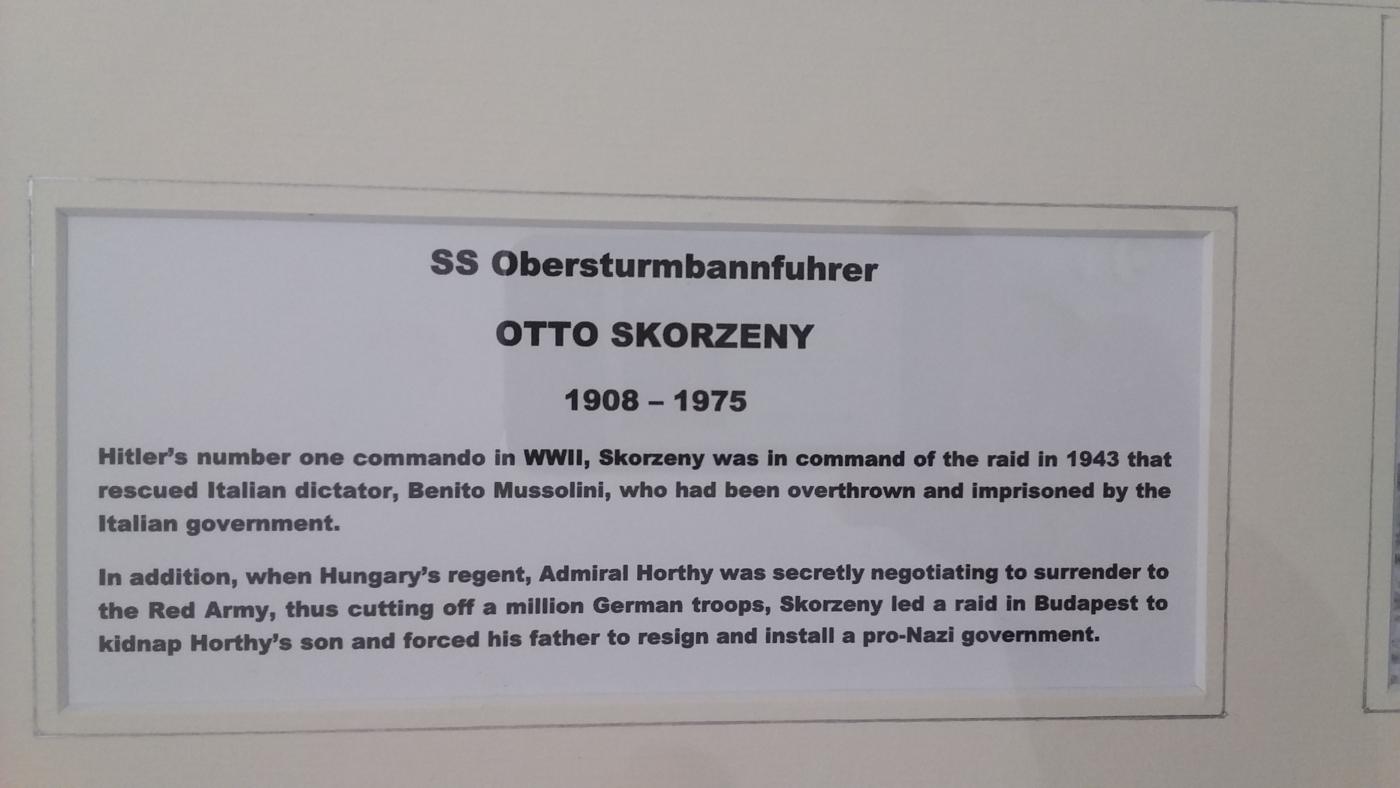 SS Obersturmbannfuhrer
OTTO SKORZENY
1908 – 1975
Hitler's number one commando in WWII, Skorzeny was in command of the raid in 1943 that
rescued Italian dictator, Benito Mussolini, who had been overthrown and imprisoned by the
Italian government.
In addition, when Hungary's regent, Admiral Horthy was secretly negotiating to surrender to
the Red Army, thus cutting off a million German troops, Skorzeny led a raid in Budapest to
kidnap Horthy's son and forced his father to resign and install a pro-Nazi government.